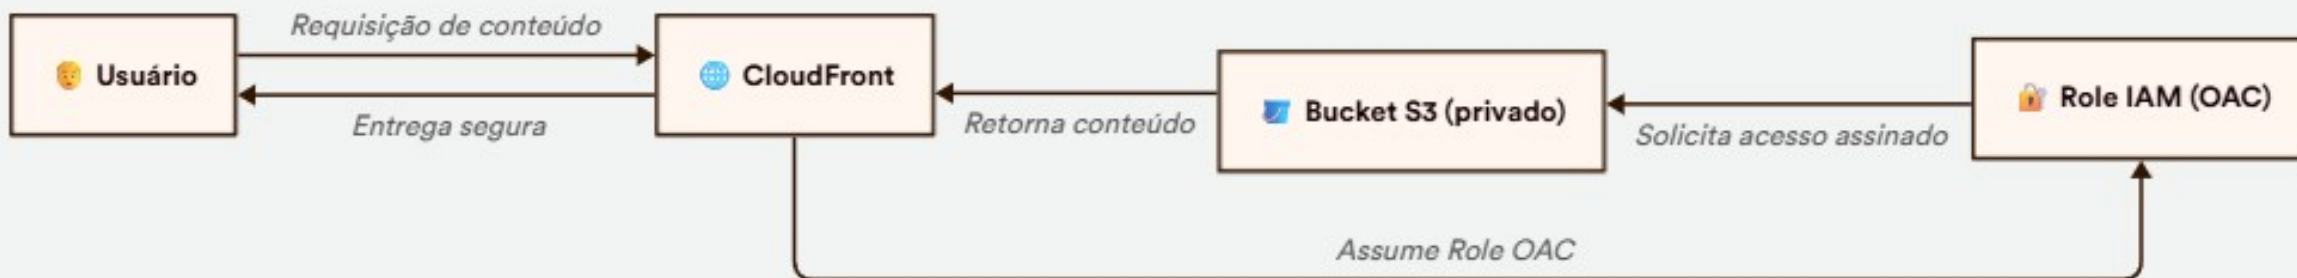 Requisição de conteúdo
Usuário
CloudFront
Entrega segura
Retorna conteúdo
Bucket S3 (privado)
Solicita acesso assinado
Role IAM (OAC)
Assume Role OAC